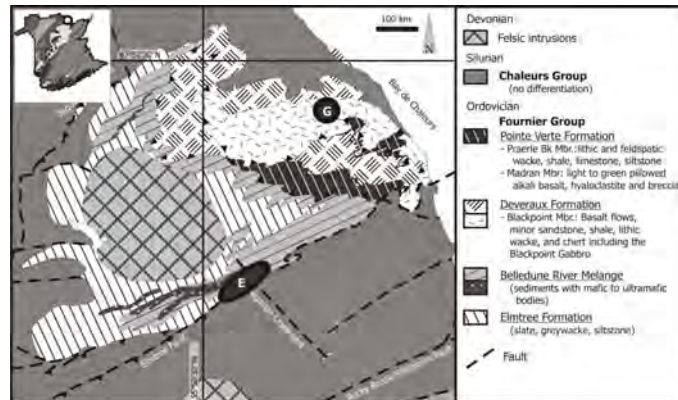 100 km
N
Bay de Chaleurs
G
E
Devonian
Felsic intrusions
Silurian
Chaleurs Group
(no differentiation)
Ordovician
Fournier Group
Pointe Verte Formation
- Praerie Bk Mbr.:lithic and feldspatic
wacke, shale, limestone, siltstone
- Madran Mbr: light to green pillowed
alkali basalt, hyaloclastite and breccia
Deveraux Formation
- Blackpoint Mbr.: Basalt flows,
minor sandstone, shale, lithic
wacke, and chert including the
Blackpoint Gabbro
Belledune River Melange
(sediments with mafic to ultramafic
bodies)
Elmtree Formation
(slate, greywacke, siltstone)
Fault